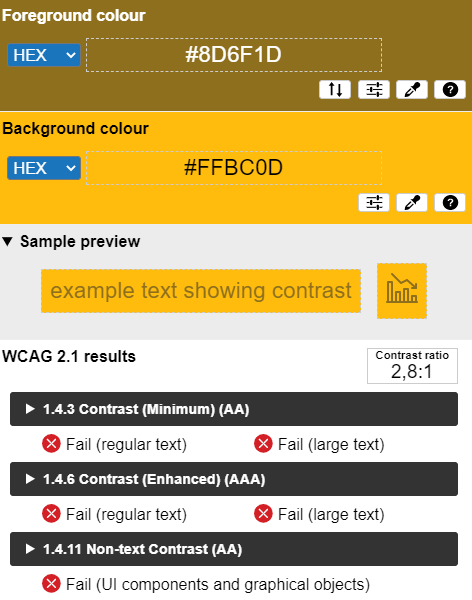 Foreground colour
HEX #8D6F1D
?
Background colour
HEX #FFBC0D
?
▼ Sample preview
example text showing contrast
WCAG 2.1 results
Contrast ratio
2,8:1
▶ 1.4.3 Contrast (Minimum) (AA)
Fail (regular text) Fail (large text)
▶ 1.4.6 Contrast (Enhanced) (AAA)
Fail (regular text) Fail (large text)
▶ 1.4.11 Non-text Contrast (AA)
Fail (UI components and graphical objects)